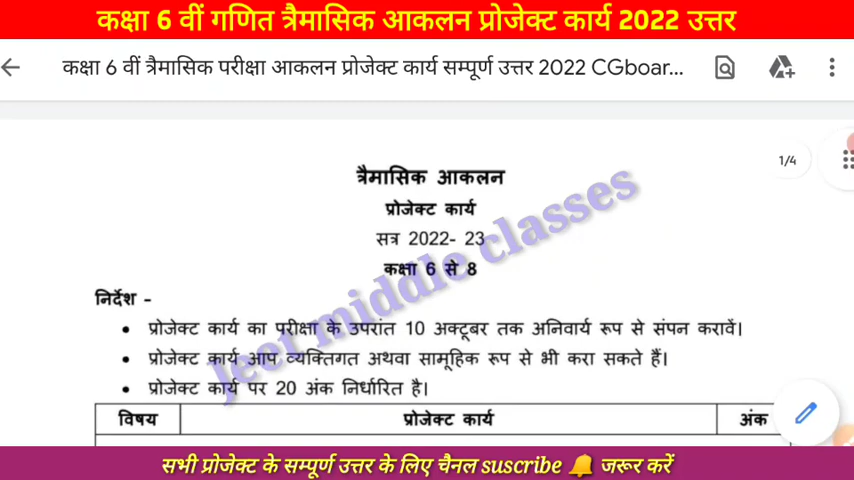 कक्षा 6 वीं गणित त्रैमासिक आकलन प्रोजेक्ट कार्य 2022 उत्तर
कक्षा 6 वीं त्रैमासिक परीक्षा आकलन प्रोजेक्ट कार्य सम्पूर्ण उत्तर 2022 CGboar...
1/4
त्रैमासिक आकलन
प्रोजेक्ट कार्य
सत्र 2022- 23
कक्षा 6 से 8
jeet middle classes
निर्देश -
• प्रोजेक्ट कार्य का परीक्षा के उपरांत 10 अक्टूबर तक अनिवार्य रूप से संपन करावें।
• प्रोजेक्ट कार्य आप व्यक्तिगत अथवा सामूहिक रूप से भी करा सकते हैं।
• प्रोजेक्ट कार्य पर 20 अंक निर्धारित है।
विषय प्रोजेक्ट कार्य अंक
सभी प्रोजेक्ट के सम्पूर्ण उत्तर के लिए चैनल suscribe 🔔 जरूर करें